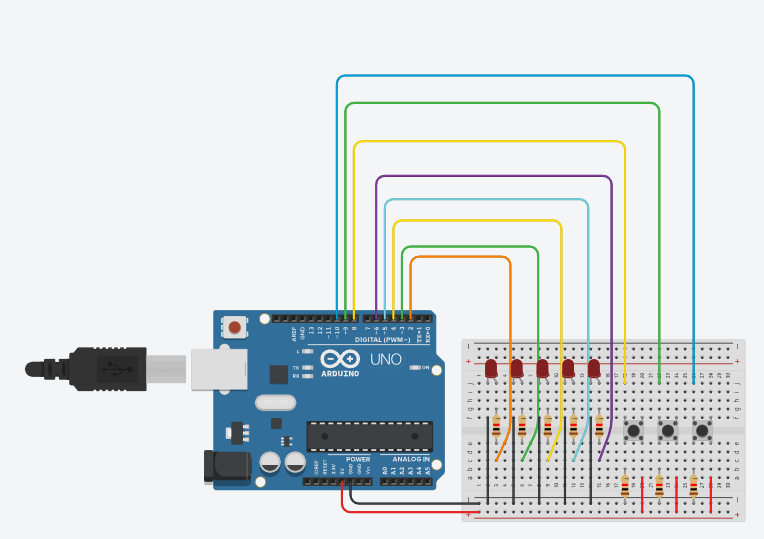 AREF
GND
13
12
~11
~10
~9
8
7
~6
~5
4
~3
2
TX→1
RX←0
DIGITAL (PWM~)
L
TX
RX
UNO
ARDUINO
ON
POWER
ANALOG IN
IOREF
RESET
3.3V
5V
GND
GND
Vin
A0
A1
A2
A3
A4
A5